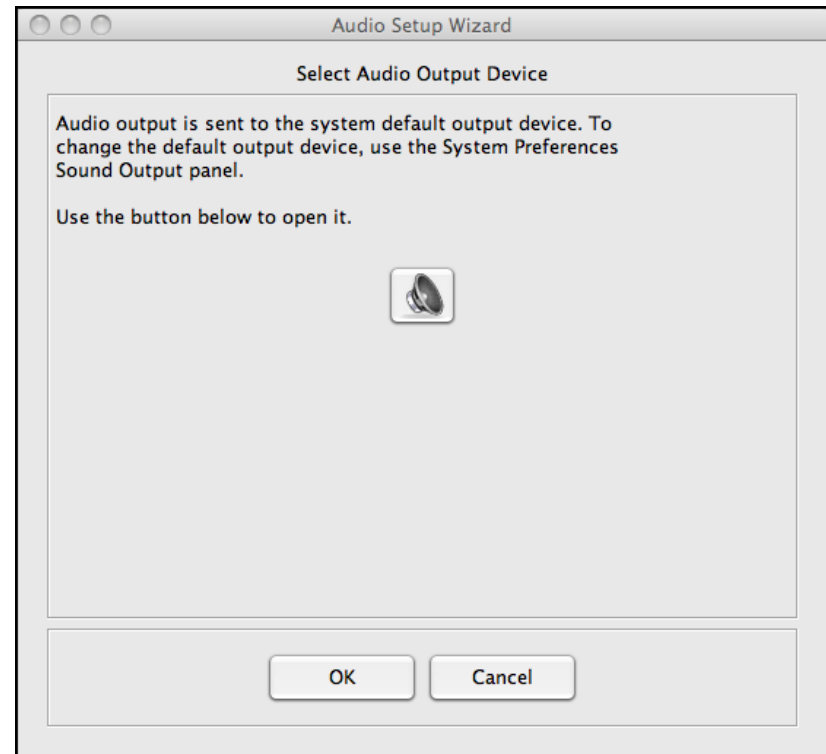 Audio Setup Wizard
Select Audio Output Device
Audio output is sent to the system default output device. To
change the default output device, use the System Preferences
Sound Output panel.
Use the button below to open it.
OK
Cancel